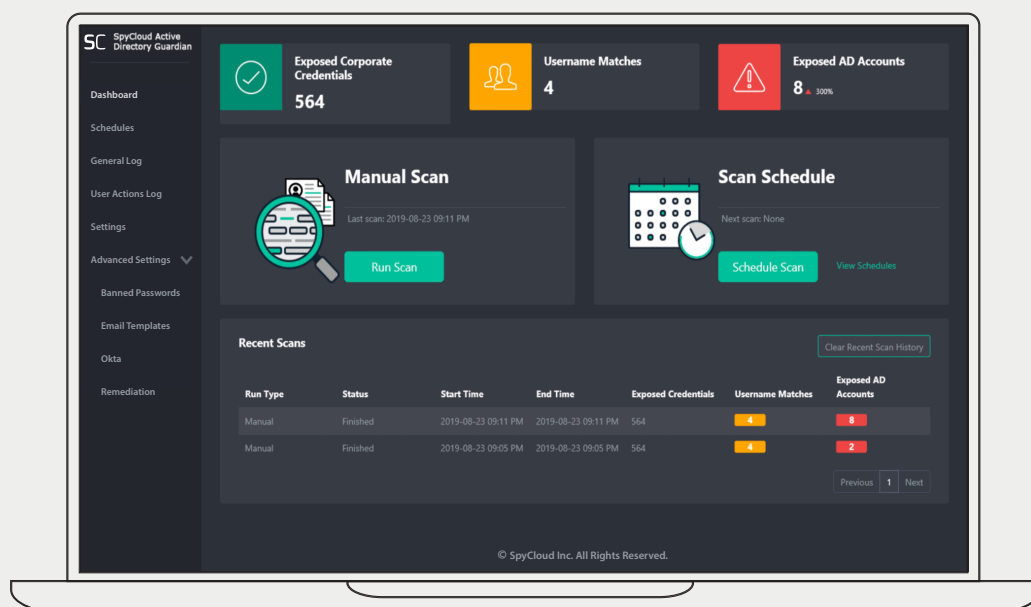 SC SpyCloud Active
Directory Guardian
Dashboard
Schedules
General Log
User Actions Log
Settings
Advanced Settings
Banned Passwords
Email Templates
Okta
Remediation
Exposed Corporate
Credentials
564
Username Matches
4
Exposed AD Accounts
8 ▲ 300%
Manual Scan
Last scan: 2019-08-23 09:11 PM
Run Scan
Scan Schedule
Next scan: None
Schedule Scan View Schedules
Recent Scans
Clear Recent Scan History
Run Type Status Start Time End Time Exposed Credentials Username Matches Exposed AD
Accounts
Manual Finished 2019-08-23 09:11 PM 2019-08-23 09:11 PM 564 4 8
Manual Finished 2019-08-23 09:05 PM 2019-08-23 09:05 PM 564 4 2
Previous 1 Next
© SpyCloud Inc. All Rights Reserved.